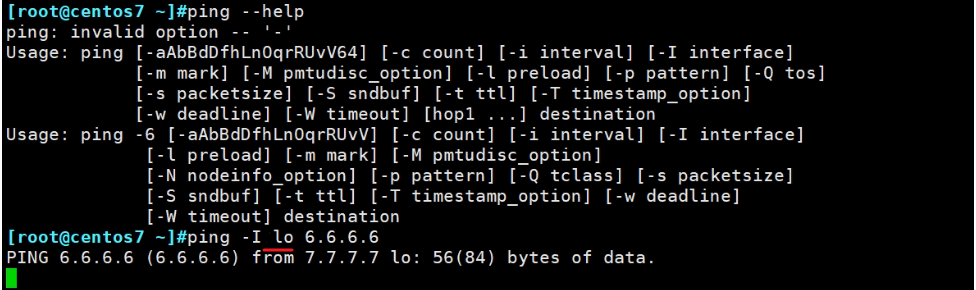 [root@centos7 ~]#ping --help
ping: invalid option -- '-'
Usage: ping [-aAbBdDfhLnOqrRUvV64] [-c count] [-i interval] [-I interface]
            [-m mark] [-M pmtudisc_option] [-l preload] [-p pattern] [-Q tos]
            [-s packetsize] [-S sndbuf] [-t ttl] [-T timestamp_option]
            [-w deadline] [-W timeout] [hop1 ...] destination
Usage: ping -6 [-aAbBdDfhLnOqrRUvV] [-c count] [-i interval] [-I interface]
             [-l preload] [-m mark] [-M pmtudisc_option]
             [-N nodeinfo_option] [-p pattern] [-Q tclass] [-s packetsize]
             [-S sndbuf] [-t ttl] [-T timestamp_option] [-w deadline]
             [-W timeout] destination
[root@centos7 ~]#ping -I lo 6.6.6.6
PING 6.6.6.6 (6.6.6.6) from 7.7.7.7 lo: 56(84) bytes of data.